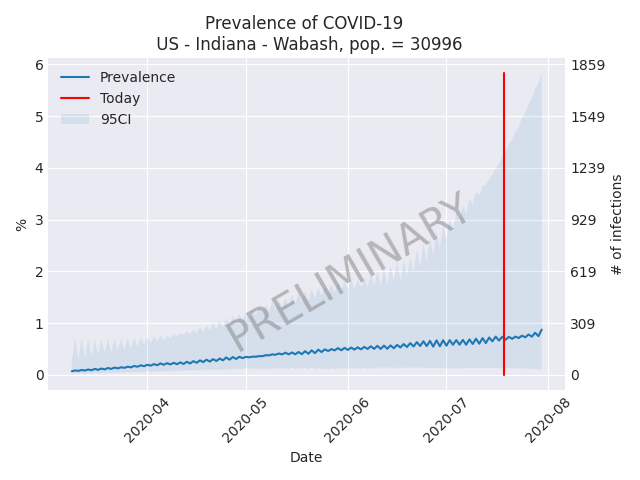 Prevalence of COVID-19
US - Indiana - Wabash, pop. = 30996
Prevalence
Today
95CI
PRELIMINARY
%
6
5
4
3
2
1
0
1859
1549
1239
929
619
309
0
# of infections
2020-04
2020-05
2020-06
2020-07
2020-08
Date